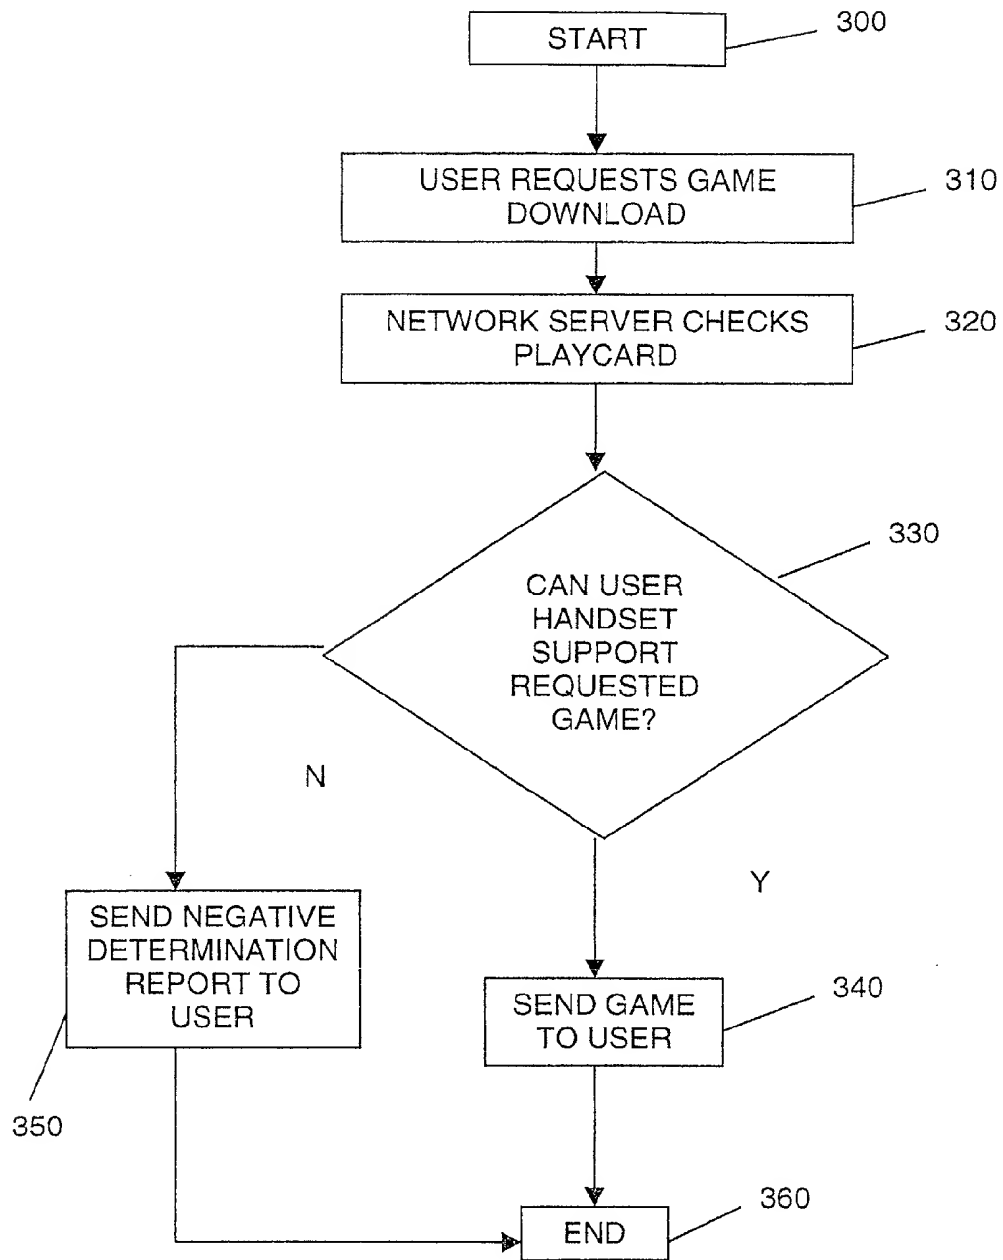 START
300
USER REQUESTS GAME
DOWNLOAD
310
NETWORK SERVER CHECKS
PLAYCARD
320
330
CAN USER
HANDSET
SUPPORT
REQUESTED
GAME?
N
Y
SEND NEGATIVE
DETERMINATION
REPORT TO
USER
350
SEND GAME
TO USER
340
END
360